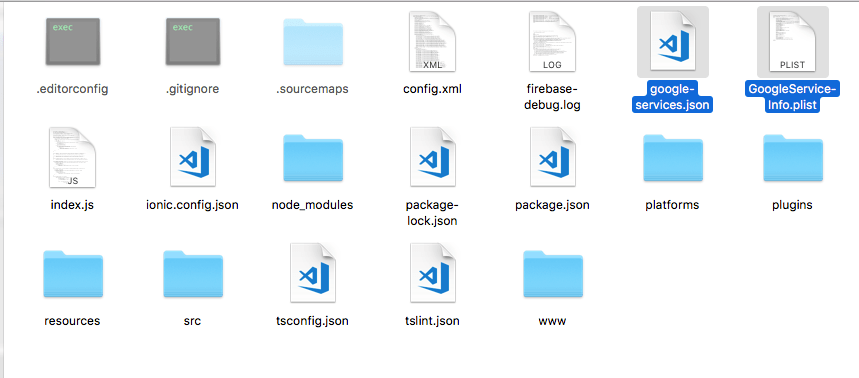 exec
exec
.editorconfig
.gitignore
.sourcemaps
XML
config.xml
LOG
firebase-
debug.log
google-
services.json
PLIST
GoogleService-
Info.plist
JS
index.js
ionic.config.json
node_modules
package-
lock.json
package.json
platforms
plugins
resources
src
tsconfig.json
tslint.json
www